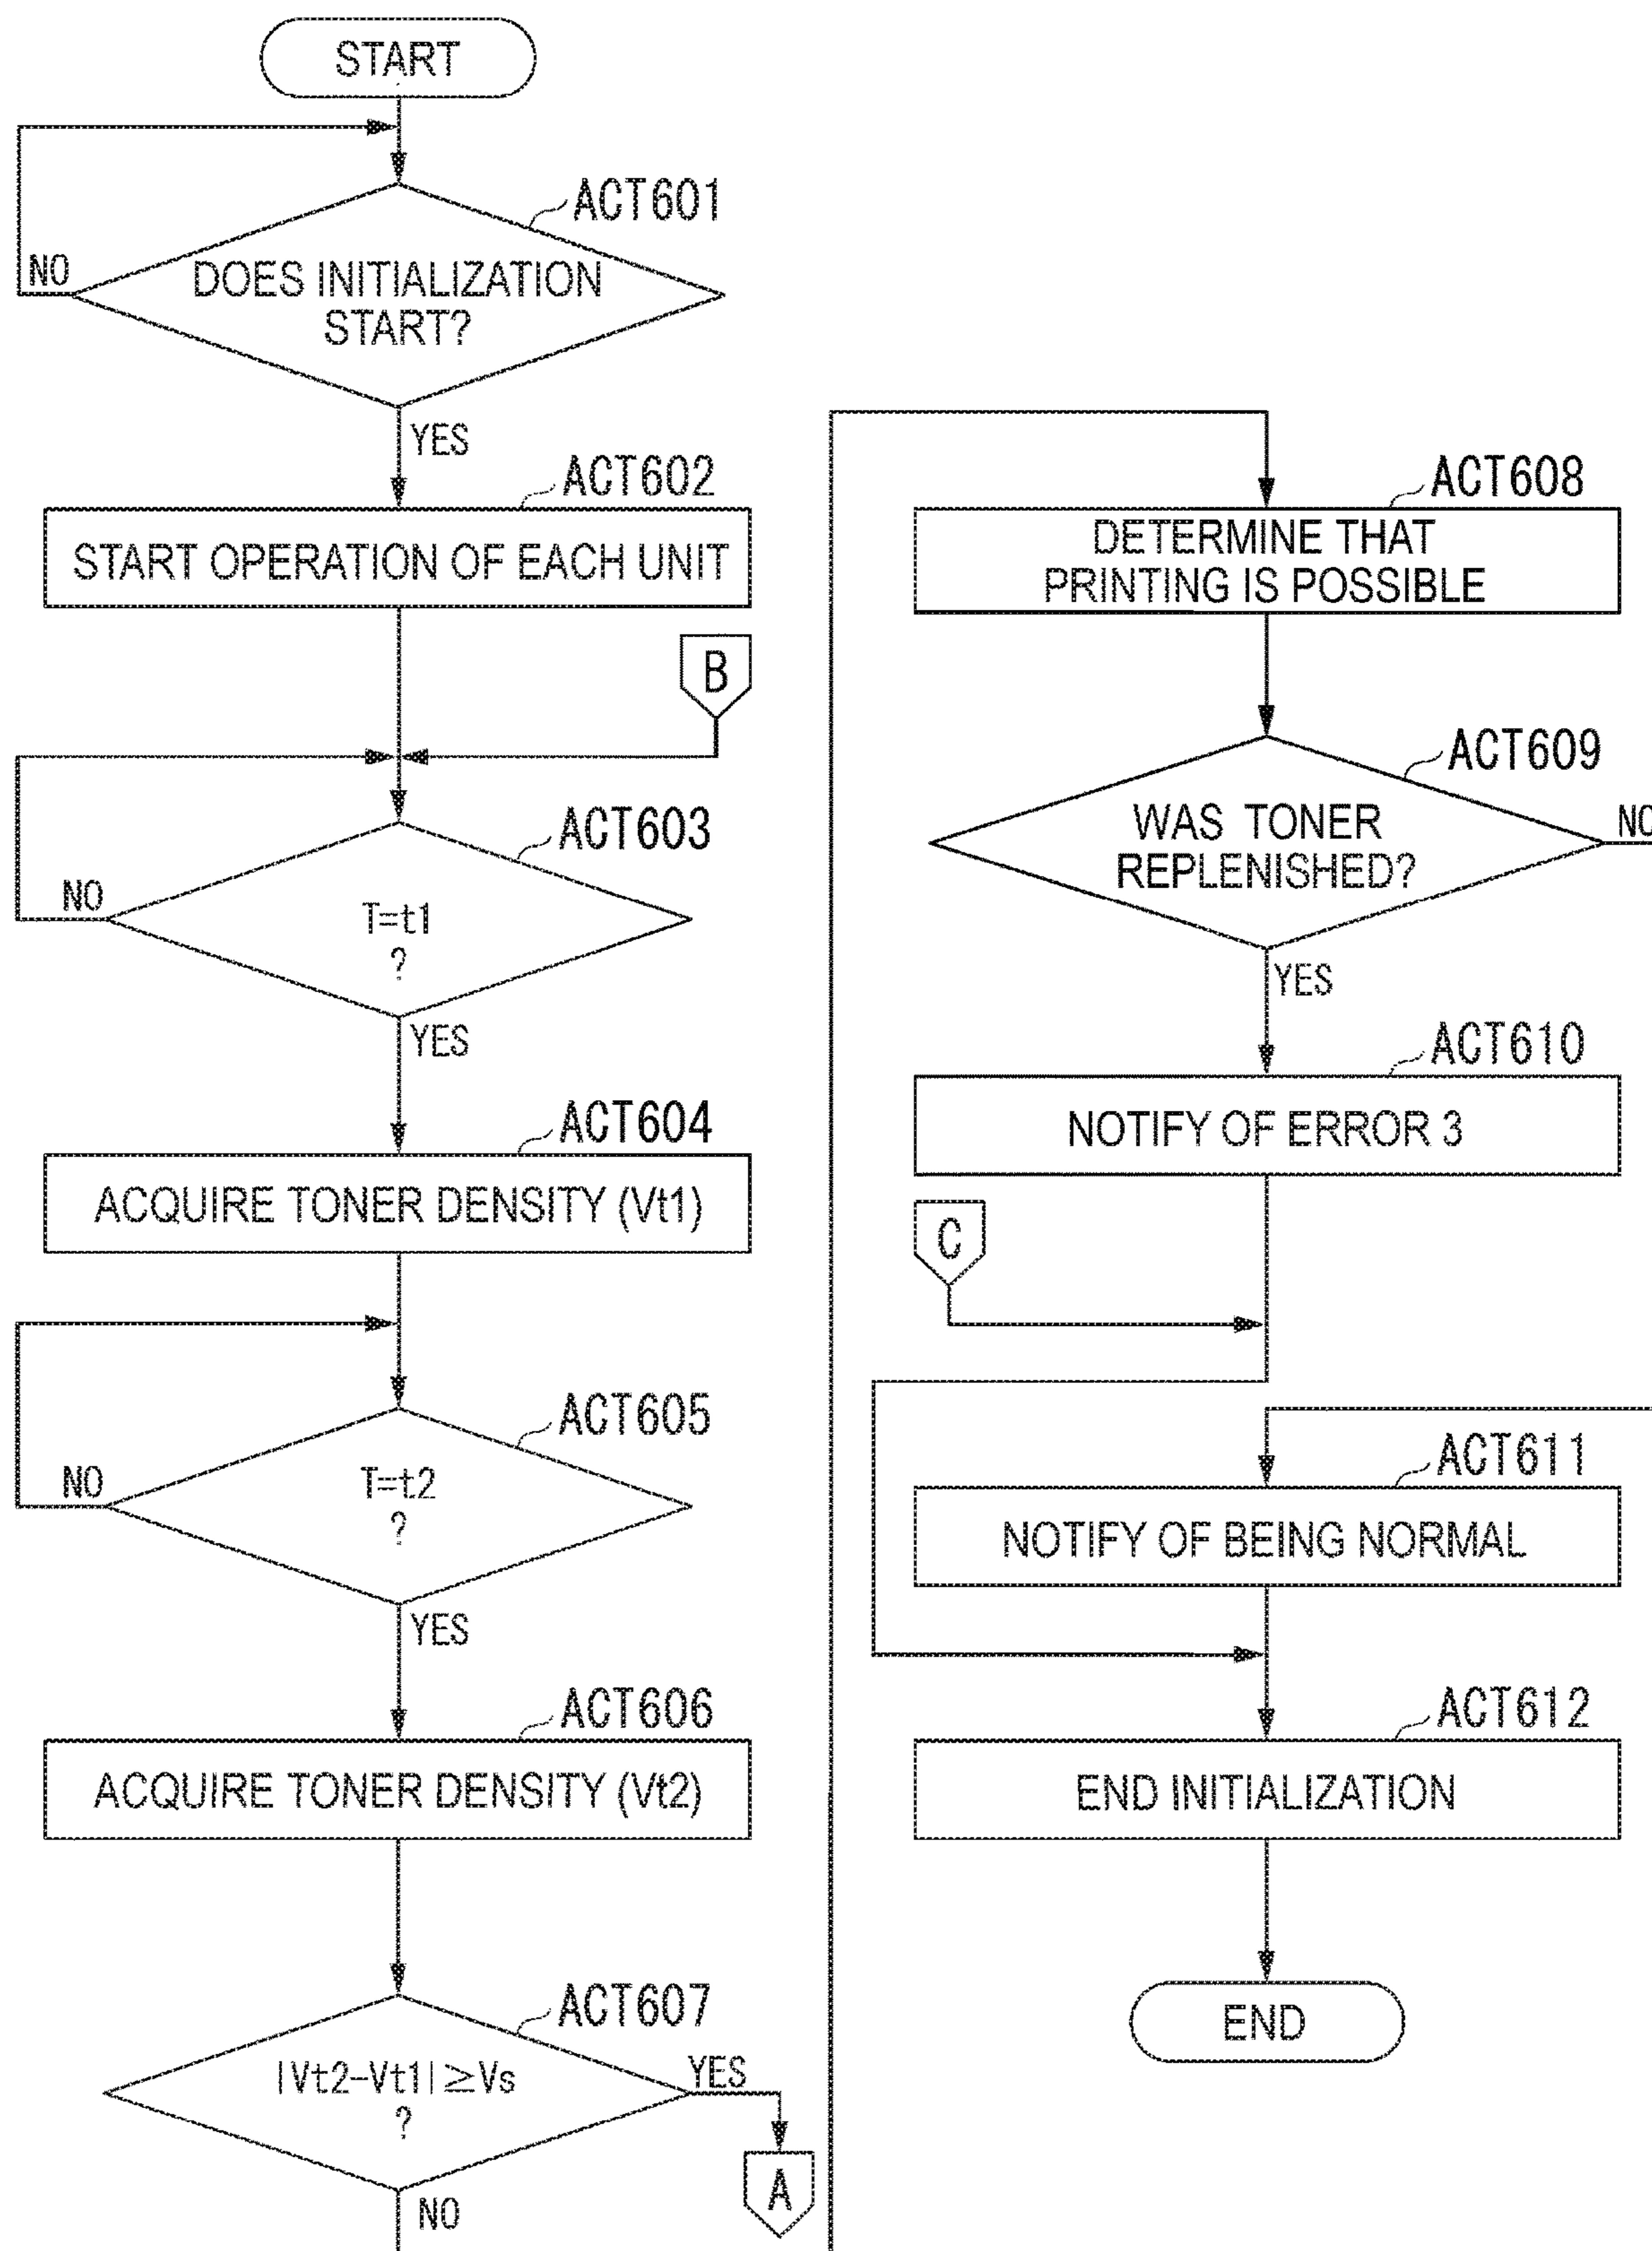 START
ACT601
NO
DOES INITIALIZATION
START?
YES
ACT602
START OPERATION OF EACH UNIT
B
ACT603
NO
T=t1
?
YES
ACT604
ACQUIRE TONER DENSITY (Vt1)
ACT605
NO
T=t2
?
YES
ACT606
ACQUIRE TONER DENSITY (Vt2)
ACT607
|Vt2-Vt1|≥Vs
?
YES
A
NO
ACT608
DETERMINE THAT
PRINTING IS POSSIBLE
ACT609
WAS TONER
REPLENISHED?
NO
YES
ACT610
NOTIFY OF ERROR 3
C
ACT611
NOTIFY OF BEING NORMAL
ACT612
END INITIALIZATION
END